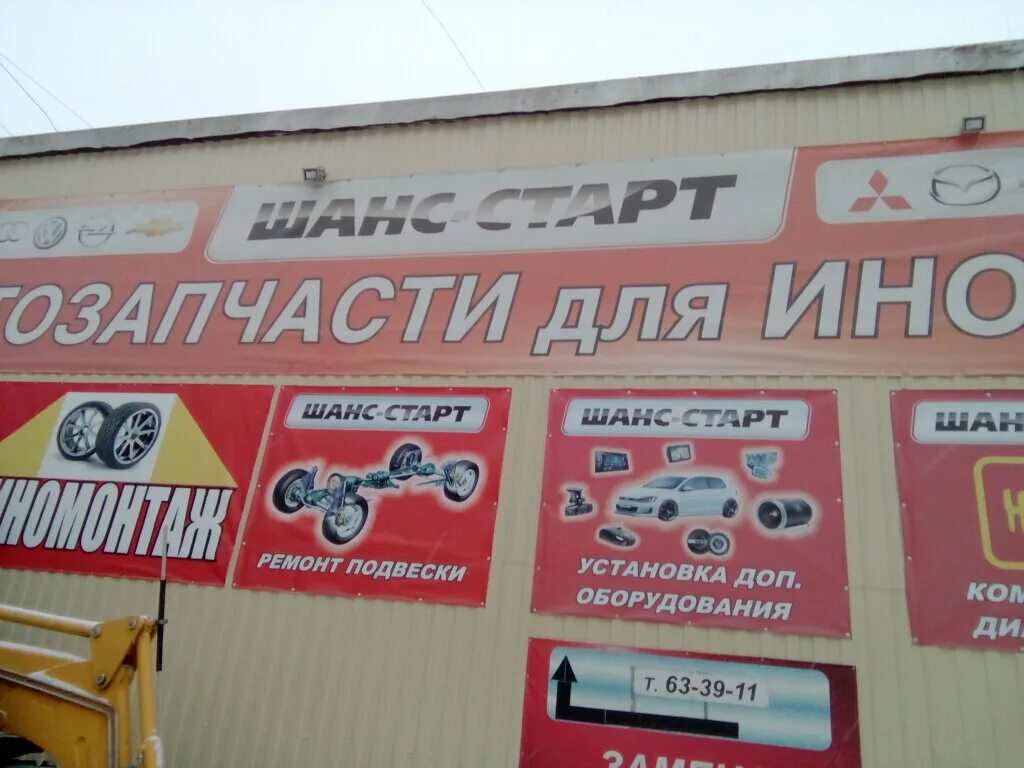 ШАНС-СТАРТ
ТОЗАПЧАСТИ для ИНО
ИНОМОНТАЖ
ШАНС-СТАРТ
РЕМОНТ ПОДВЕСКИ
ШАНС-СТАРТ
УСТАНОВКА ДОП.
ОБОРУДОВАНИЯ
ШАН
КОМ
ДИ
Т. 63-39-11
ЗАМЕН